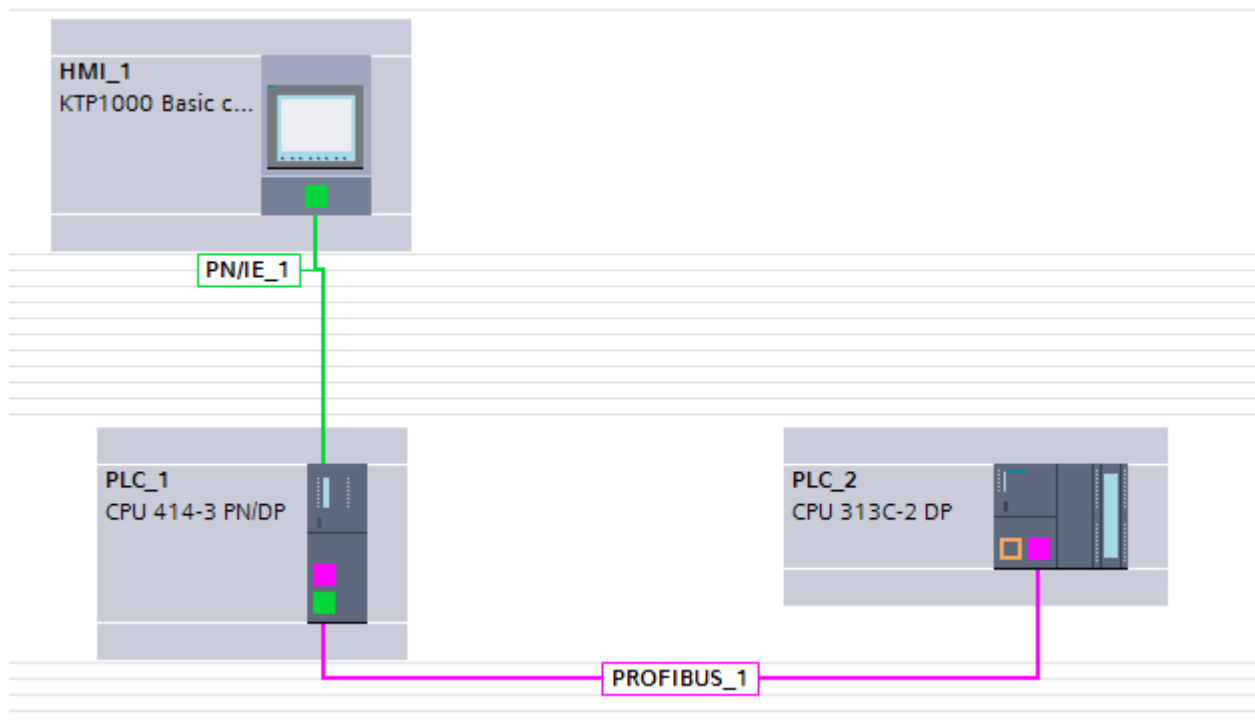 HMI_1
KTP1000 Basic c...
PN/IE_1
PLC_1
CPU 414-3 PN/DP
PLC_2
CPU 313C-2 DP
PROFIBUS_1